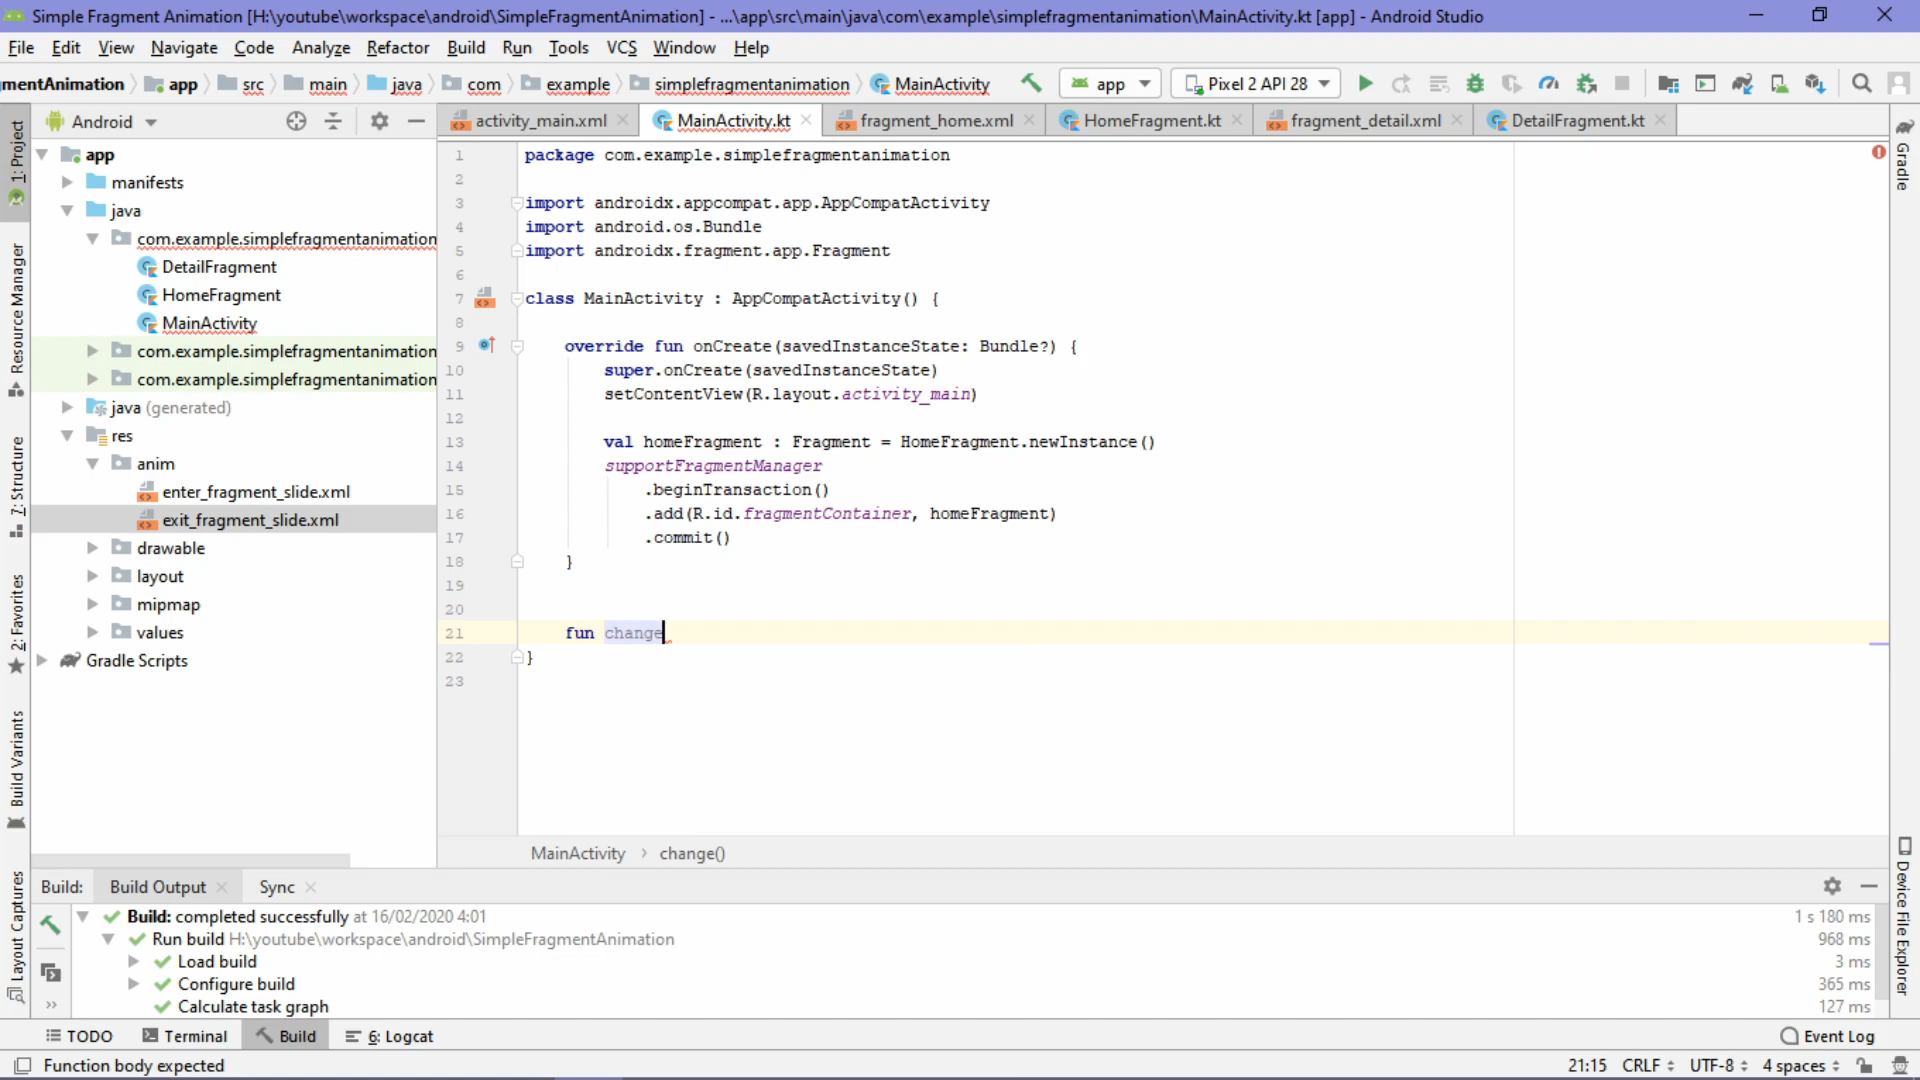 Simple Fragment Animation [H:\youtube\workspace\android\SimpleFragmentAnimation] - ...\app\src\main\java\com\example\simplefragmentanimation\MainActivity.kt [app] - Android Studio
File Edit View Navigate Code Analyze Refactor Build Run Tools VCS Window Help
mentAnimation app src main java com example simplefragmentanimation MainActivity app Pixel 2 API 28
Android activity_main.xml MainActivity.kt fragment_home.xml HomeFragment.kt fragment_detail.xml DetailFragment.kt
1: Project
Resource Manager
7: Structure
2: Favorites
Build Variants
Layout Captures
app
manifests
java
com.example.simplefragmentanimation
DetailFragment
HomeFragment
MainActivity
com.example.simplefragmentanimation
com.example.simplefragmentanimation
java (generated)
res
anim
enter_fragment_slide.xml
exit_fragment_slide.xml
drawable
layout
mipmap
values
Gradle Scripts
1 package com.example.simplefragmentanimation
2
3 import androidx.appcompat.app.AppCompatActivity
4 import android.os.Bundle
5 import androidx.fragment.app.Fragment
6
7 class MainActivity : AppCompatActivity() {
8
9 override fun onCreate(savedInstanceState: Bundle?) {
10 super.onCreate(savedInstanceState)
11 setContentView(R.layout.activity_main)
12
13 val homeFragment : Fragment = HomeFragment.newInstance()
14 supportFragmentManager
15 .beginTransaction()
16 .add(R.id.fragmentContainer, homeFragment)
17 .commit()
18 }
19
20
21 fun change
22 }
23
MainActivity change()
Gradle
Device File Explorer
Build: Build Output Sync
Build: completed successfully at 16/02/2020 4:01 1 s 180 ms
Run build H:\youtube\workspace\android\SimpleFragmentAnimation 968 ms
Load build 3 ms
Configure build 365 ms
Calculate task graph 127 ms
TODO Terminal Build 6: Logcat Event Log
Function body expected 21:15 CRLF UTF-8 4 spaces